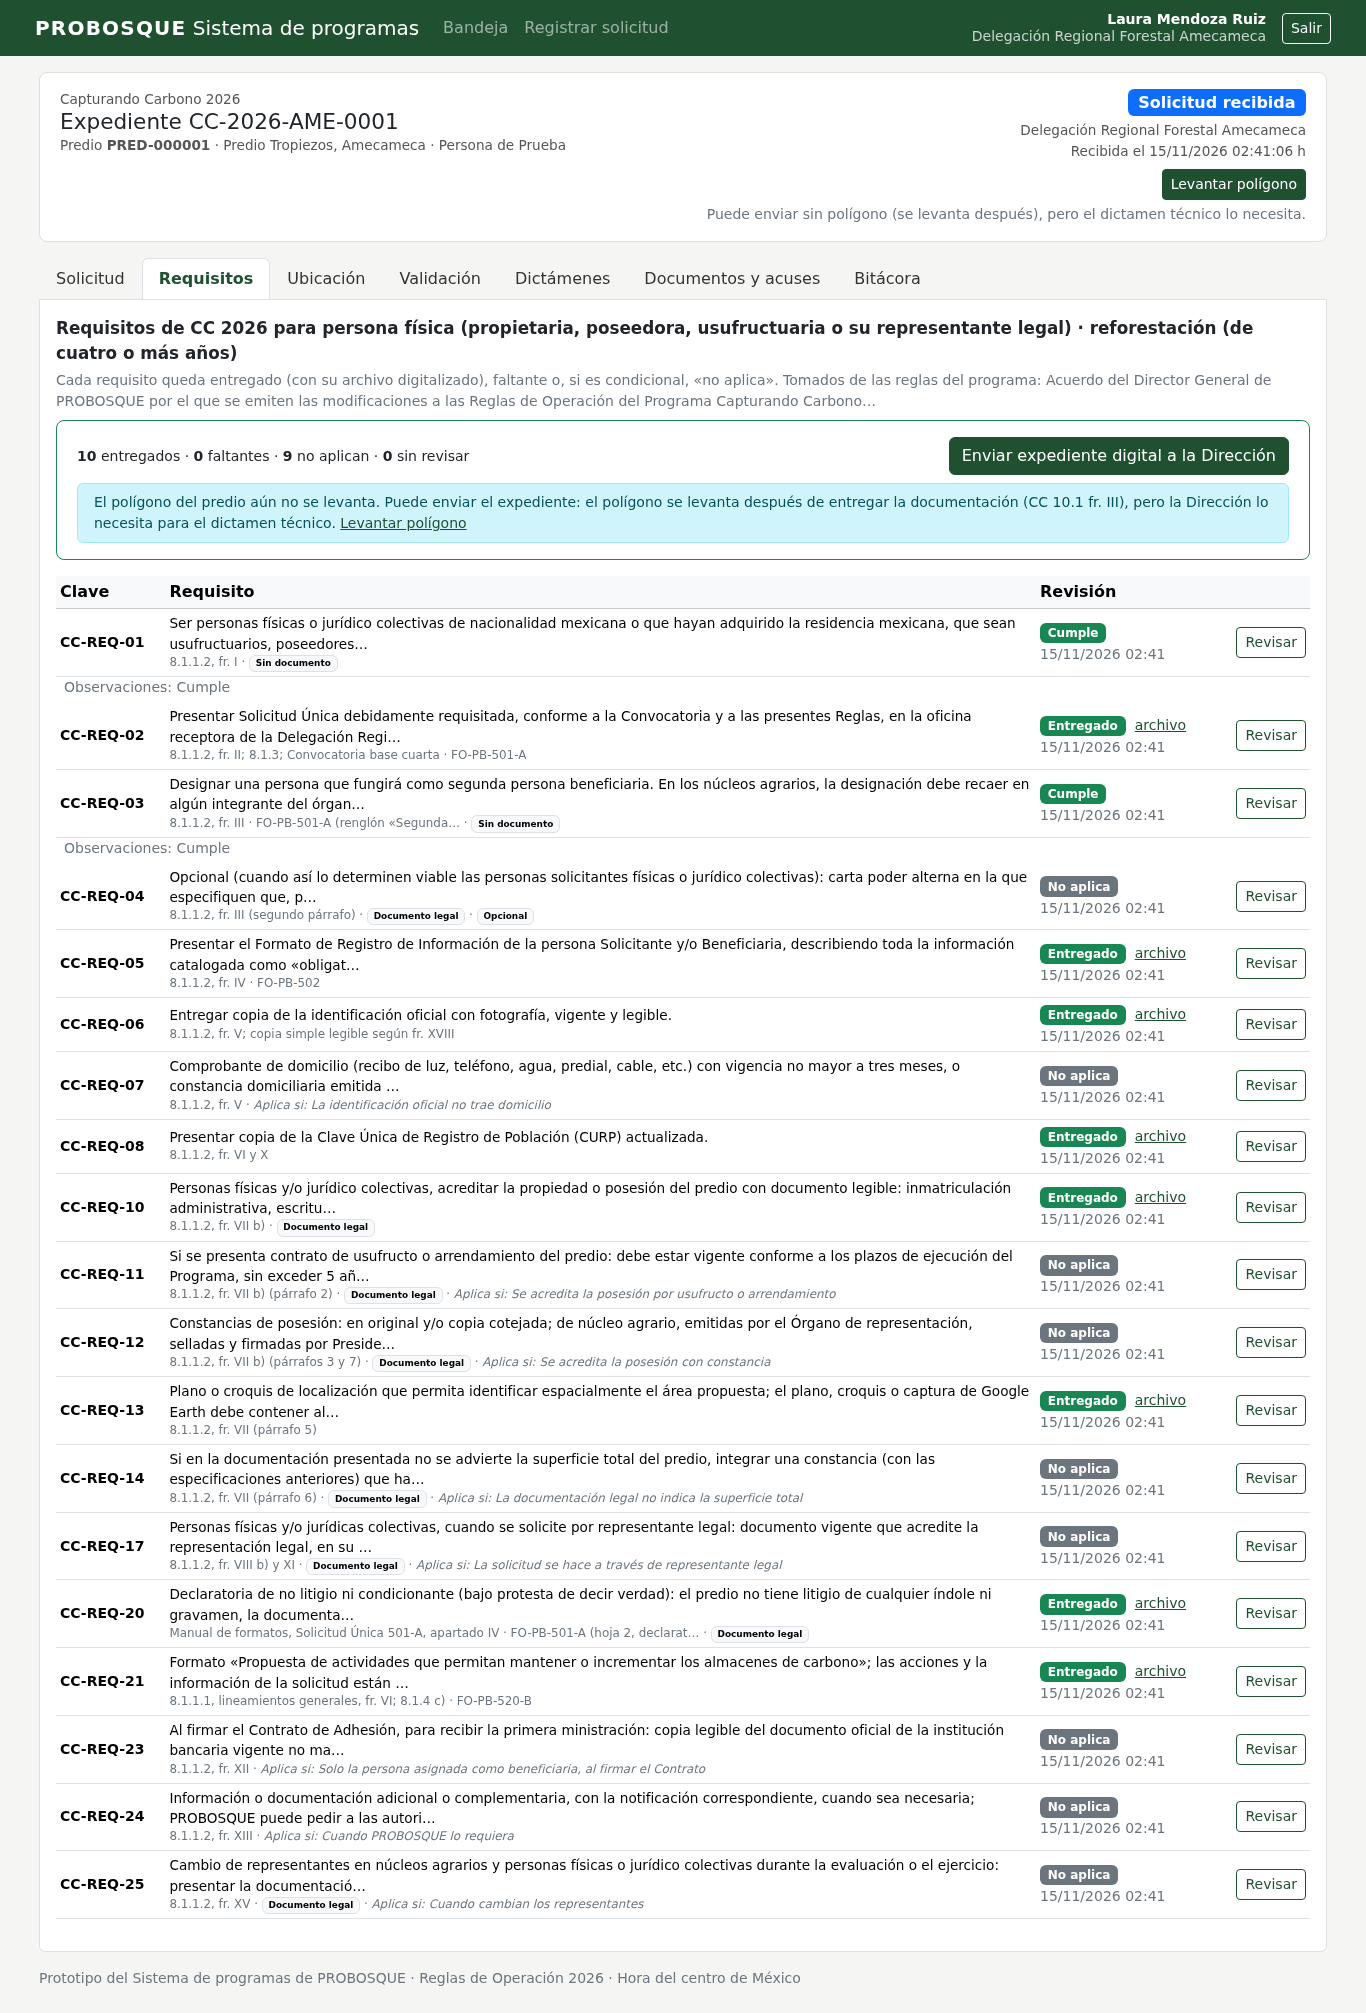 PROBOSQUE Sistema de programas Bandeja Registrar solicitud
Laura Mendoza Ruiz
Delegación Regional Forestal Amecameca
Salir
Capturando Carbono 2026
Expediente CC-2026-AME-0001
Predio PRED-000001 · Predio Tropiezos, Amecameca · Persona de Prueba
Solicitud recibida
Delegación Regional Forestal Amecameca
Recibida el 15/11/2026 02:41:06 h
Levantar polígono
Puede enviar sin polígono (se levanta después), pero el dictamen técnico lo necesita.
Solicitud Requisitos Ubicación Validación Dictámenes Documentos y acuses Bitácora
Requisitos de CC 2026 para persona física (propietaria, poseedora, usufructuaria o su representante legal) · reforestación (de
cuatro o más años)
Cada requisito queda entregado (con su archivo digitalizado), faltante o, si es condicional, «no aplica». Tomados de las reglas del programa: Acuerdo del Director General de
PROBOSQUE por el que se emiten las modificaciones a las Reglas de Operación del Programa Capturando Carbono…
10 entregados · 0 faltantes · 9 no aplican · 0 sin revisar
Enviar expediente digital a la Dirección
El polígono del predio aún no se levanta. Puede enviar el expediente: el polígono se levanta después de entregar la documentación (CC 10.1 fr. III), pero la Dirección lo
necesita para el dictamen técnico. Levantar polígono
Clave Requisito Revisión
CC-REQ-01
Ser personas físicas o jurídico colectivas de nacionalidad mexicana o que hayan adquirido la residencia mexicana, que sean
usufructuarios, poseedores…
8.1.1.2, fr. I · Sin documento
Cumple
15/11/2026 02:41
Revisar
Observaciones: Cumple
CC-REQ-02
Presentar Solicitud Única debidamente requisitada, conforme a la Convocatoria y a las presentes Reglas, en la oficina
receptora de la Delegación Regi…
8.1.1.2, fr. II; 8.1.3; Convocatoria base cuarta · FO-PB-501-A
Entregado archivo
15/11/2026 02:41
Revisar
CC-REQ-03
Designar una persona que fungirá como segunda persona beneficiaria. En los núcleos agrarios, la designación debe recaer en
algún integrante del órgan…
8.1.1.2, fr. III · FO-PB-501-A (renglón «Segunda… · Sin documento
Cumple
15/11/2026 02:41
Revisar
Observaciones: Cumple
CC-REQ-04
Opcional (cuando así lo determinen viable las personas solicitantes físicas o jurídico colectivas): carta poder alterna en la que
especifiquen que, p…
8.1.1.2, fr. III (segundo párrafo) · Documento legal · Opcional
No aplica
15/11/2026 02:41
Revisar
CC-REQ-05
Presentar el Formato de Registro de Información de la persona Solicitante y/o Beneficiaria, describiendo toda la información
catalogada como «obligat…
8.1.1.2, fr. IV · FO-PB-502
Entregado archivo
15/11/2026 02:41
Revisar
CC-REQ-06
Entregar copia de la identificación oficial con fotografía, vigente y legible.
8.1.1.2, fr. V; copia simple legible según fr. XVIII
Entregado archivo
15/11/2026 02:41
Revisar
CC-REQ-07
Comprobante de domicilio (recibo de luz, teléfono, agua, predial, cable, etc.) con vigencia no mayor a tres meses, o
constancia domiciliaria emitida …
8.1.1.2, fr. V · Aplica si: La identificación oficial no trae domicilio
No aplica
15/11/2026 02:41
Revisar
CC-REQ-08
Presentar copia de la Clave Única de Registro de Población (CURP) actualizada.
8.1.1.2, fr. VI y X
Entregado archivo
15/11/2026 02:41
Revisar
CC-REQ-10
Personas físicas y/o jurídico colectivas, acreditar la propiedad o posesión del predio con documento legible: inmatriculación
administrativa, escritu…
8.1.1.2, fr. VII b) · Documento legal
Entregado archivo
15/11/2026 02:41
Revisar
CC-REQ-11
Si se presenta contrato de usufructo o arrendamiento del predio: debe estar vigente conforme a los plazos de ejecución del
Programa, sin exceder 5 añ…
8.1.1.2, fr. VII b) (párrafo 2) · Documento legal · Aplica si: Se acredita la posesión por usufructo o arrendamiento
No aplica
15/11/2026 02:41
Revisar
CC-REQ-12
Constancias de posesión: en original y/o copia cotejada; de núcleo agrario, emitidas por el Órgano de representación,
selladas y firmadas por Preside…
8.1.1.2, fr. VII b) (párrafos 3 y 7) · Documento legal · Aplica si: Se acredita la posesión con constancia
No aplica
15/11/2026 02:41
Revisar
CC-REQ-13
Plano o croquis de localización que permita identificar espacialmente el área propuesta; el plano, croquis o captura de Google
Earth debe contener al…
8.1.1.2, fr. VII (párrafo 5)
Entregado archivo
15/11/2026 02:41
Revisar
CC-REQ-14
Si en la documentación presentada no se advierte la superficie total del predio, integrar una constancia (con las
especificaciones anteriores) que ha…
8.1.1.2, fr. VII (párrafo 6) · Documento legal · Aplica si: La documentación legal no indica la superficie total
No aplica
15/11/2026 02:41
Revisar
CC-REQ-17
Personas físicas y/o jurídicas colectivas, cuando se solicite por representante legal: documento vigente que acredite la
representación legal, en su …
8.1.1.2, fr. VIII b) y XI · Documento legal · Aplica si: La solicitud se hace a través de representante legal
No aplica
15/11/2026 02:41
Revisar
CC-REQ-20
Declaratoria de no litigio ni condicionante (bajo protesta de decir verdad): el predio no tiene litigio de cualquier índole ni
gravamen, la documenta…
Manual de formatos, Solicitud Única 501-A, apartado IV · FO-PB-501-A (hoja 2, declarat… · Documento legal
Entregado archivo
15/11/2026 02:41
Revisar
CC-REQ-21
Formato «Propuesta de actividades que permitan mantener o incrementar los almacenes de carbono»; las acciones y la
información de la solicitud están …
8.1.1.1, lineamientos generales, fr. VI; 8.1.4 c) · FO-PB-520-B
Entregado archivo
15/11/2026 02:41
Revisar
CC-REQ-23
Al firmar el Contrato de Adhesión, para recibir la primera ministración: copia legible del documento oficial de la institución
bancaria vigente no ma…
8.1.1.2, fr. XII · Aplica si: Solo la persona asignada como beneficiaria, al firmar el Contrato
No aplica
15/11/2026 02:41
Revisar
CC-REQ-24
Información o documentación adicional o complementaria, con la notificación correspondiente, cuando sea necesaria;
PROBOSQUE puede pedir a las autori…
8.1.1.2, fr. XIII · Aplica si: Cuando PROBOSQUE lo requiera
No aplica
15/11/2026 02:41
Revisar
CC-REQ-25
Cambio de representantes en núcleos agrarios y personas físicas o jurídico colectivas durante la evaluación o el ejercicio:
presentar la documentació…
8.1.1.2, fr. XV · Documento legal · Aplica si: Cuando cambian los representantes
No aplica
15/11/2026 02:41
Revisar
Prototipo del Sistema de programas de PROBOSQUE · Reglas de Operación 2026 · Hora del centro de México